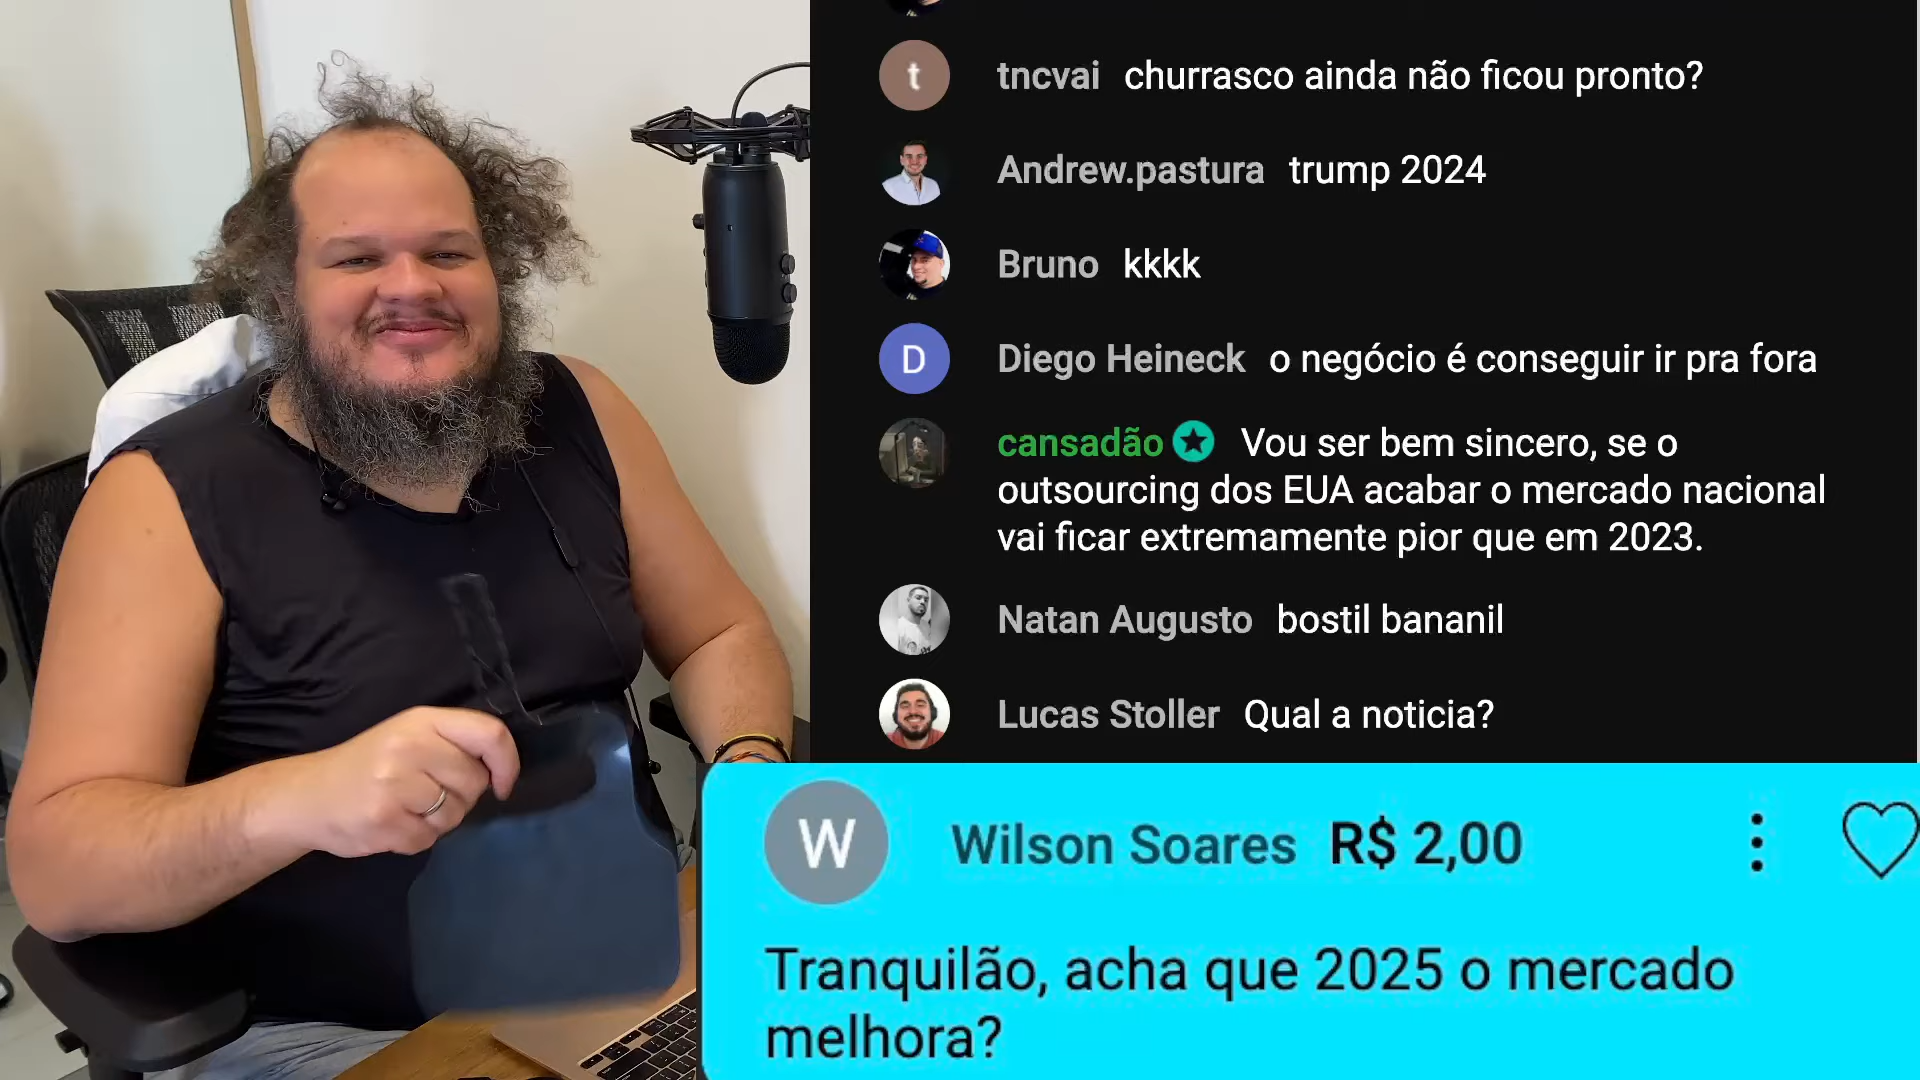 t
tncvai churrasco ainda não ficou pronto?
Andrew.pastura trump 2024
Bruno kkkk
D
Diego Heineck o negócio é conseguir ir pra fora
cansadão Vou ser bem sincero, se o
outsourcing dos EUA acabar o mercado nacional
vai ficar extremamente pior que em 2023.
Natan Augusto bostil bananil
Lucas Stoller Qual a noticia?
W
Wilson Soares R$ 2,00
Tranquilão, acha que 2025 o mercado
melhora?